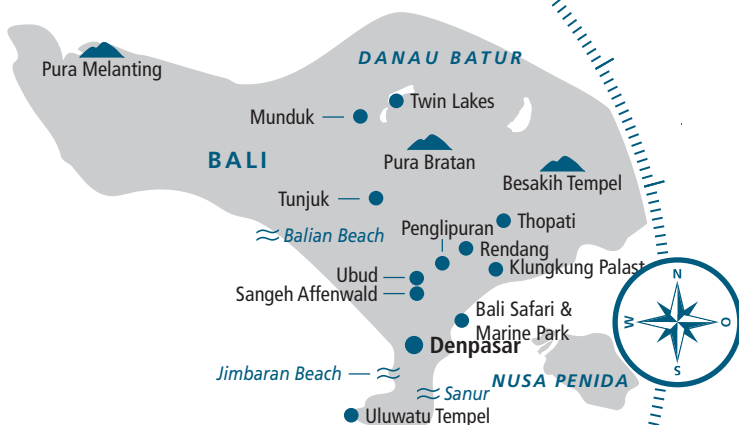 DANAU BATUR
Pura Melanting
Twin Lakes
Munduk
BALI
Pura Bratan
Besakih Tempel
Tunjuk
Thopati
Penglipuran
Balian Beach
Rendang
Klungkung Palast
Ubud
Sangeh Affenwald
Bali Safari &
Marine Park
Denpasar
Jimbaran Beach
NUSA PENIDA
Sanur
Uluwatu Tempel
N
W
O
S